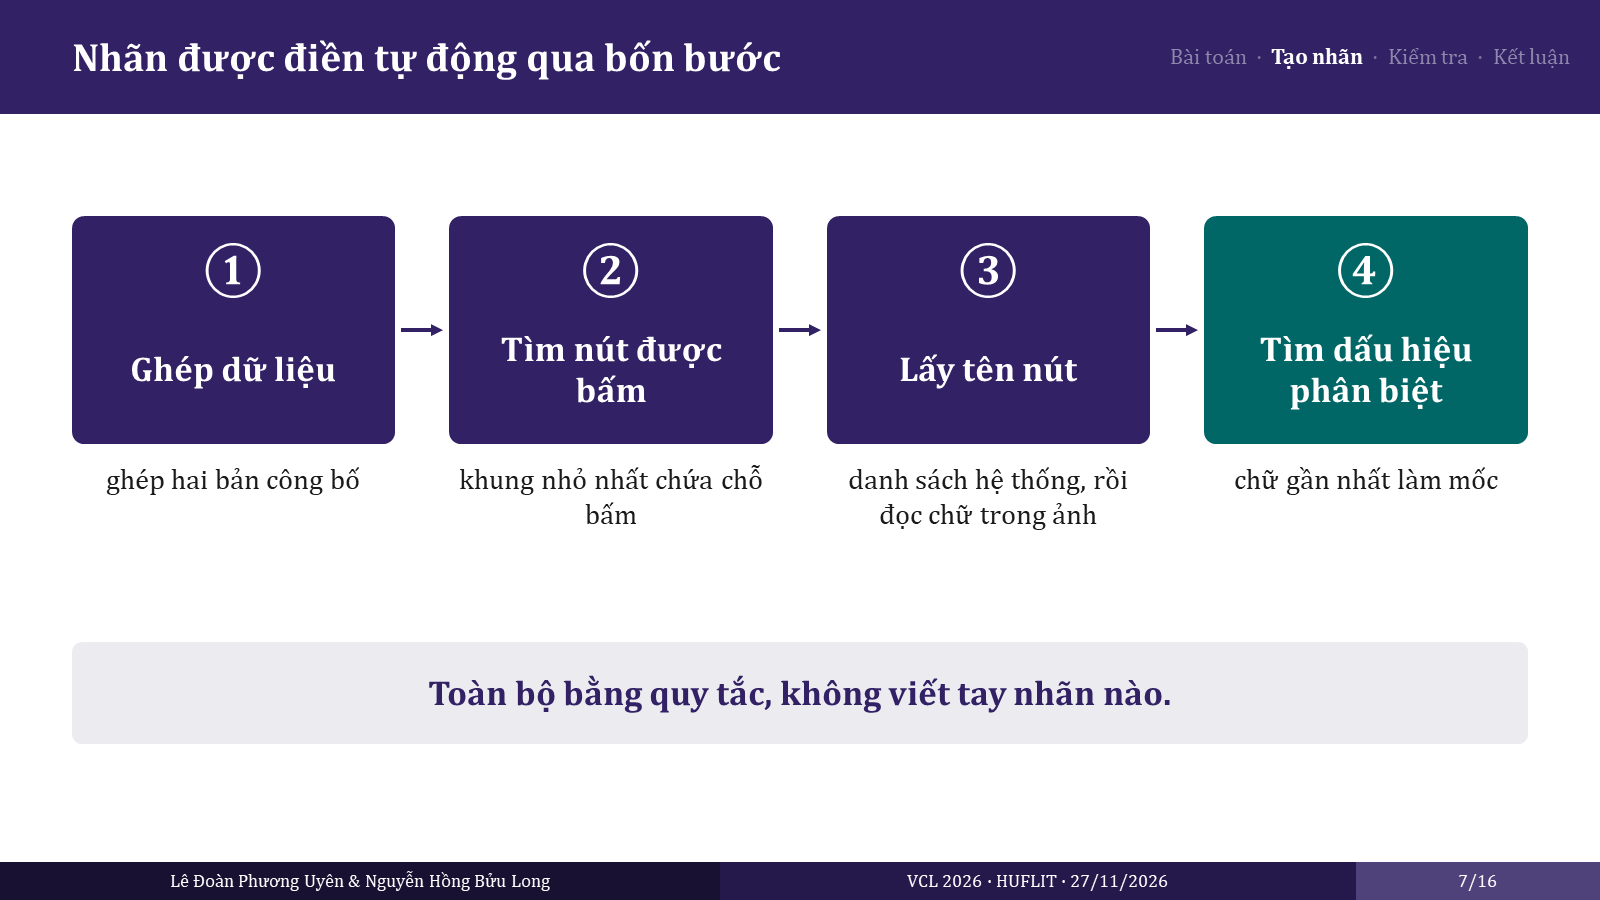 Nhãn được điền tự động qua bốn bước
Bài toán · Tạo nhãn · Kiểm tra · Kết luận
①
Ghép dữ liệu
ghép hai bản công bố
②
Tìm nút được
bấm
khung nhỏ nhất chứa chỗ
bấm
③
Lấy tên nút
danh sách hệ thống, rồi
đọc chữ trong ảnh
④
Tìm dấu hiệu
phân biệt
chữ gần nhất làm mốc
Toàn bộ bằng quy tắc, không viết tay nhãn nào.
Lê Đoàn Phương Uyên & Nguyễn Hồng Bửu Long
VCL 2026 · HUFLIT · 27/11/2026
7/16